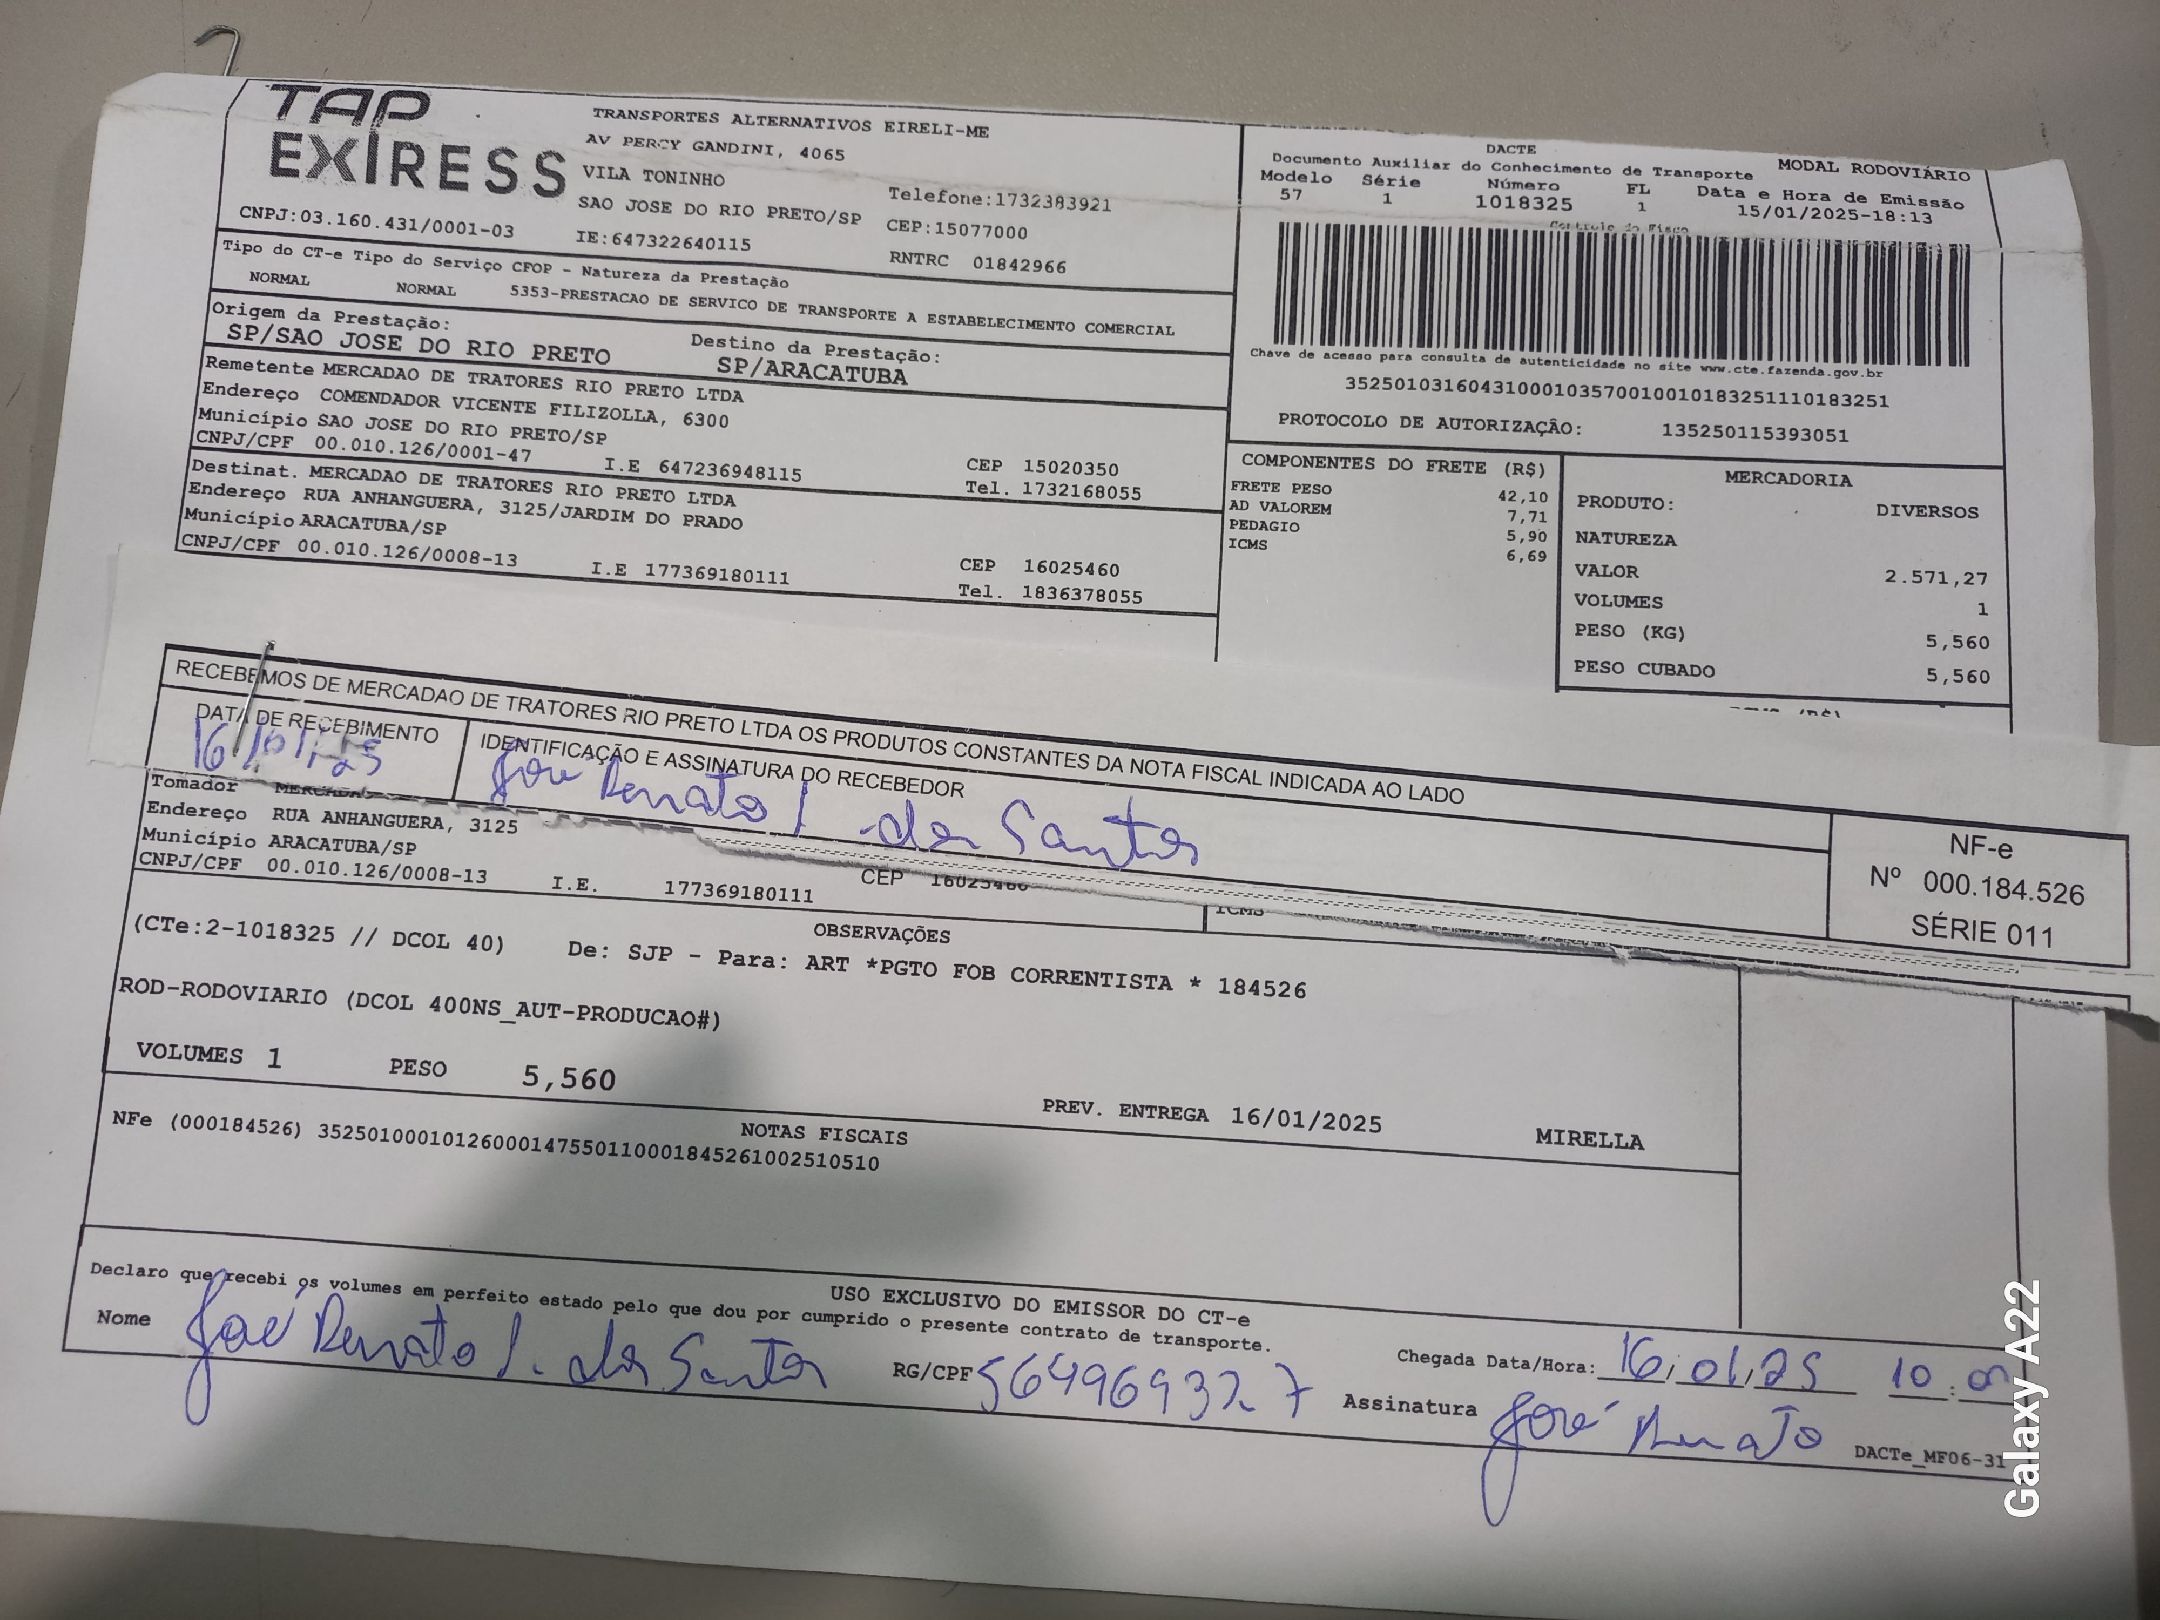 TAP
EXIRESS
TRANSPORTES ALTERNATIVOS EIRELI-ME
AV PERCY GANDINI, 4065
VILA TONINHO
SAO JOSE DO RIO PRETO/SP
Telefone:1732383921
CEP:15077000
CNPJ:03.160.431/0001-03
IE:647322640115
RNTRC 01842966
DACTE
MODAL RODOVIÁRIO
Documento Auxiliar do Conhecimento de Transporte
Modelo Série Número FL Data e Hora de Emissão
57 1 1018325 1 15/01/2025-18:13
Controle do Fisco
Chave de acesso para consulta de autenticidade no site www.cte.fazenda.gov.br
35250103160431000103570010010183251110183251
PROTOCOLO DE AUTORIZAÇÃO: 135250115393051
Tipo do CT-e Tipo do Serviço CFOP - Natureza da Prestação
NORMAL NORMAL 5353-PRESTACAO DE SERVICO DE TRANSPORTE A ESTABELECIMENTO COMERCIAL
Origem da Prestação:
SP/SAO JOSE DO RIO PRETO
Destino da Prestação:
SP/ARACATUBA
Remetente MERCADAO DE TRATORES RIO PRETO LTDA
Endereço COMENDADOR VICENTE FILIZOLLA, 6300
Município SAO JOSE DO RIO PRETO/SP
CEP 15020350
CNPJ/CPF 00.010.126/0001-47 I.E 647236948115
Tel. 1732168055
Destinat. MERCADAO DE TRATORES RIO PRETO LTDA
Endereço RUA ANHANGUERA, 3125/JARDIM DO PRADO
Município ARACATUBA/SP
CEP 16025460
CNPJ/CPF 00.010.126/0008-13 I.E 177369180111
Tel. 1836378055
COMPONENTES DO FRETE (R$)
FRETE PESO 42,10
AD VALOREM 7,71
PEDAGIO 5,90
ICMS 6,69
MERCADORIA
PRODUTO: DIVERSOS
NATUREZA
VALOR 2.571,27
VOLUMES 1
PESO (KG) 5,560
PESO CUBADO 5,560
RECEBEMOS DE MERCADAO DE TRATORES RIO PRETO LTDA OS PRODUTOS CONSTANTES DA NOTA FISCAL INDICADA AO LADO
DATA DE RECEBIMENTO
16/01/25
IDENTIFICAÇÃO E ASSINATURA DO RECEBEDOR
José Renato dos Santos
NF-e
Nº 000.184.526
SÉRIE 011
Tomador
Endereço RUA ANHANGUERA, 3125
Município ARACATUBA/SP
CEP 16025460
CNPJ/CPF 00.010.126/0008-13 I.E. 177369180111
ICMS
OBSERVAÇÕES
(CTe:2-1018325 // DCOL 40) De: SJP - Para: ART *PGTO FOB CORRENTISTA * 184526
ROD-RODOVIARIO (DCOL 400NS_AUT-PRODUCAO#)
VOLUMES 1 PESO 5,560
PREV. ENTREGA 16/01/2025 MIRELLA
NOTAS FISCAIS
NFe (000184526) 35250100010126000147550110001845261002510510
USO EXCLUSIVO DO EMISSOR DO CT-e
Declaro que recebi os volumes em perfeito estado pelo que dou por cumprido o presente contrato de transporte.
Nome José Renato dos Santos
RG/CPF 5649693227
Chegada Data/Hora: 16/01/25 10:
Assinatura José Renato
DACTe_MF06-31
Galaxy A22